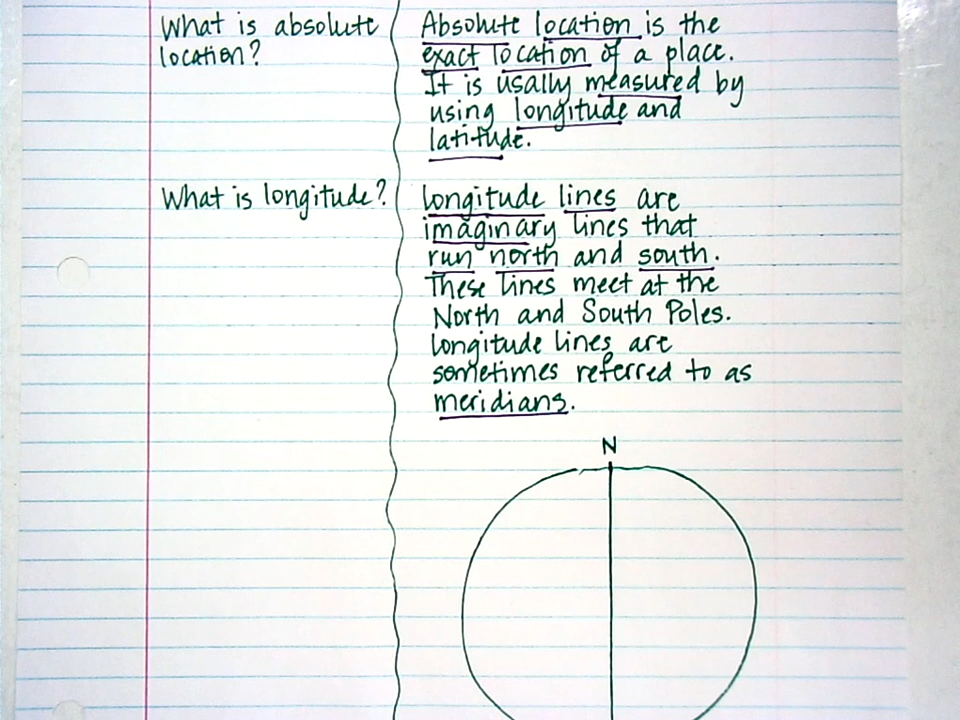 What is absolute
location?
Absolute location is the
exact location of a place.
It is usally measured by
using longitude and
latitude.
What is longitude?
Longitude lines are
imaginary lines that
run north and south.
These lines meet at the
North and South Poles.
Longitude lines are
sometimes referred to as
meridians.
N